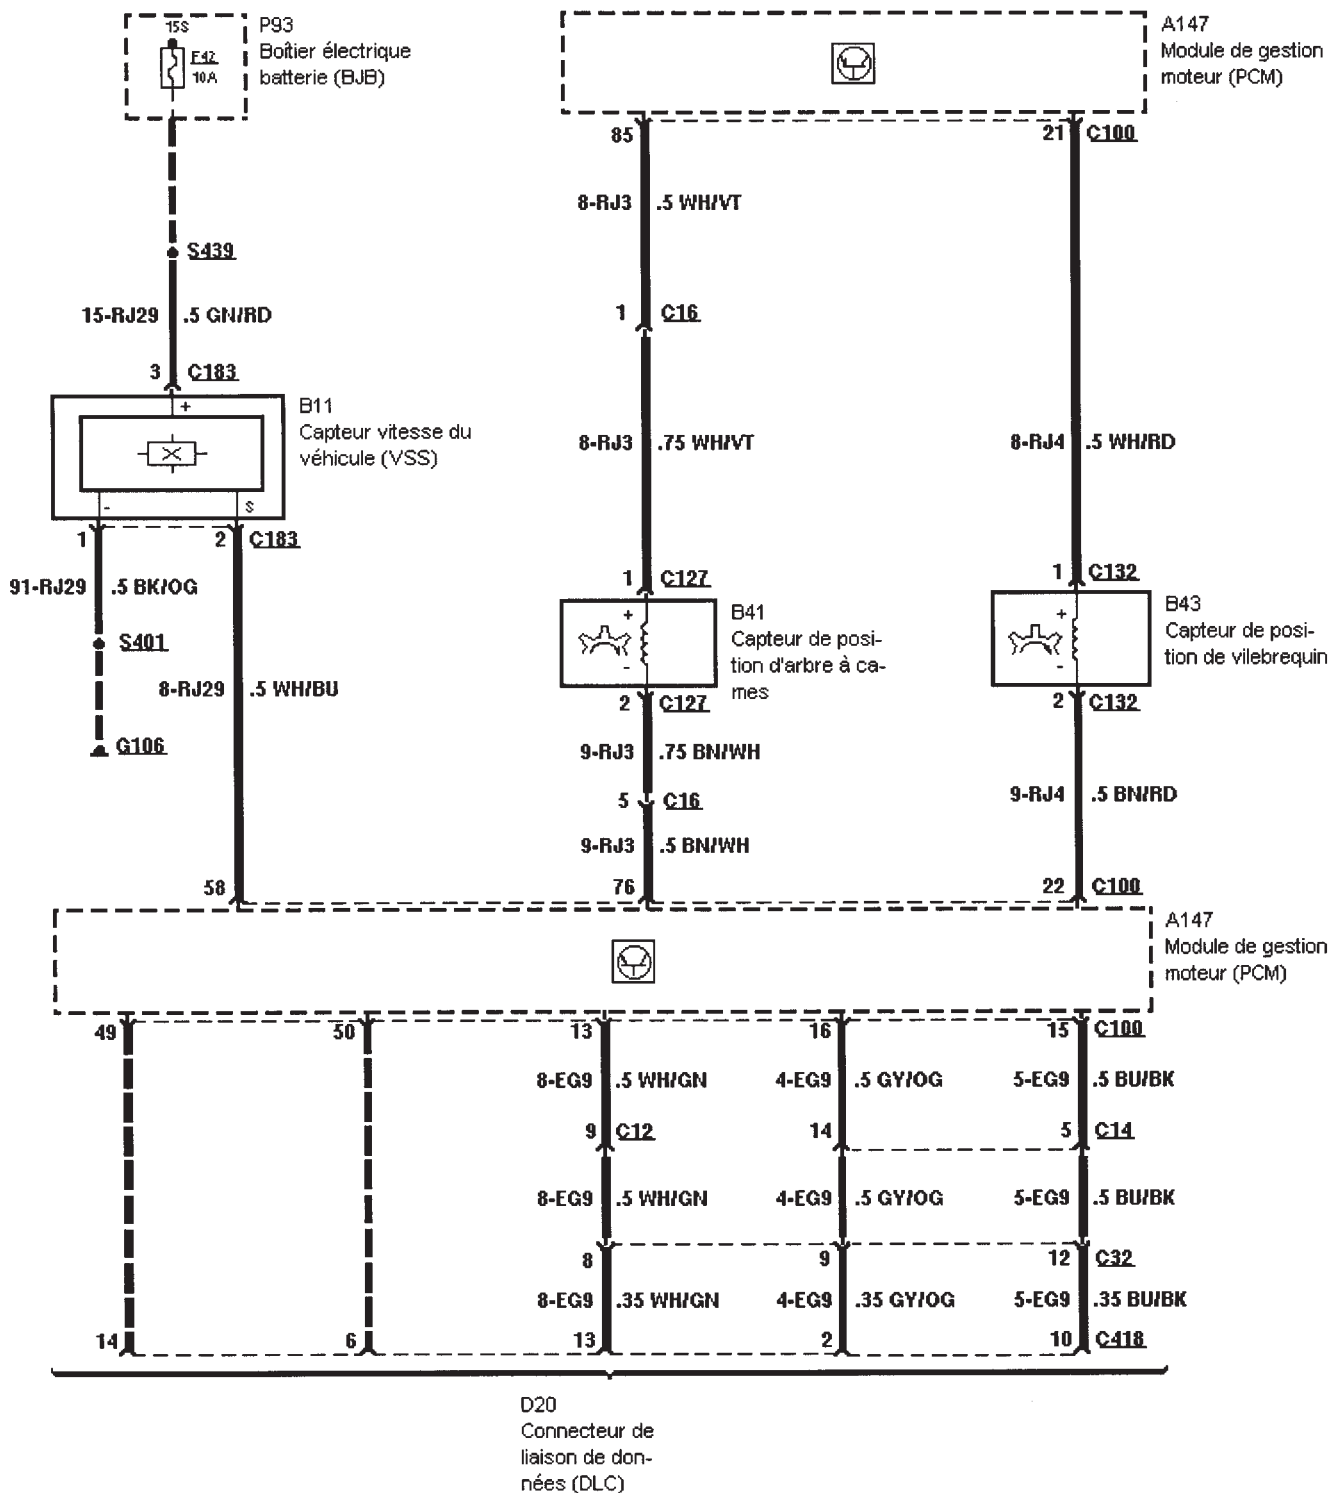 15S
F42
10A
P93
Boîtier électrique
batterie (BJB)
A147
Module de gestion
moteur (PCM)
85
21 C100
8-RJ3 .5 WH/VT
S439
15-RJ29 .5 GN/RD
1 C16
3 C183
+
B11
Capteur vitesse du
véhicule (VSS)
- S
8-RJ3 .75 WH/VT
8-RJ4 .5 WH/RD
1 2 C183
91-RJ29 .5 BK/OG
1 C127
1 C132
+
-
B41
Capteur de posi-
tion d'arbre à ca-
mes
+
-
B43
Capteur de posi-
tion de vilebrequin
S401
8-RJ29 .5 WH/BU
2 C127
2 C132
G106
9-RJ3 .75 BN/WH
5 C16
9-RJ4 .5 BN/RD
9-RJ3 .5 BN/WH
58 76 22 C100
A147
Module de gestion
moteur (PCM)
49 50 13 16 15 C100
8-EG9 .5 WH/GN 4-EG9 .5 GY/OG 5-EG9 .5 BU/BK
9 C12 14 5 C14
8-EG9 .5 WH/GN 4-EG9 .5 GY/OG 5-EG9 .5 BU/BK
8 9 12 C32
8-EG9 .35 WH/GN 4-EG9 .35 GY/OG 5-EG9 .35 BU/BK
14 6 13 2 10 C418
D20
Connecteur de
liaison de don-
nées (DLC)